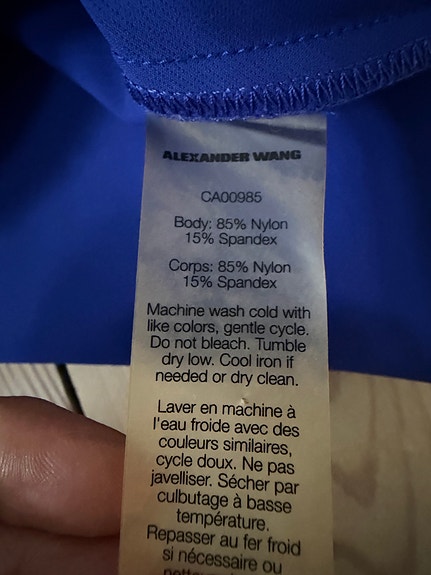 ALEXANDER WANG
CA00985
Body: 85% Nylon
15% Spandex
Corps: 85% Nylon
15% Spandex
Machine wash cold with
like colors, gentle cycle.
Do not bleach. Tumble
dry low. Cool iron if
needed or dry clean.
Laver en machine à
l'eau froide avec des
couleurs similaires,
cycle doux. Ne pas
javelliser. Sécher par
culbutage à basse
température.
Repasser au fer froid
si nécessaire ou